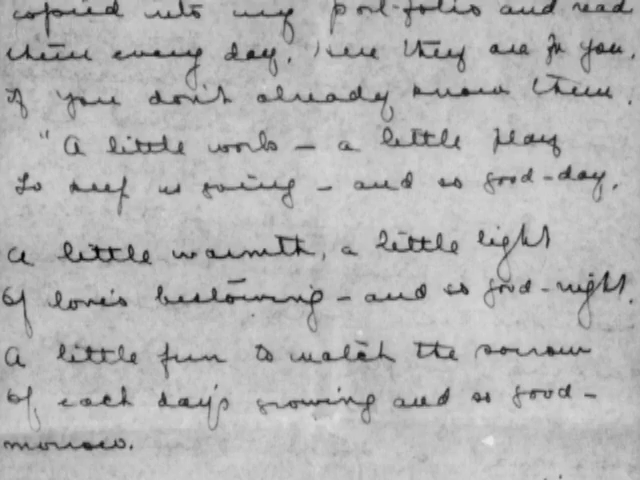 copied into my port-folio and read
them every day. Here they are for you,
if you don't already know them.
"A little work – a little play
To keep us going – and so good-day.
A little warmth, a little light
Of love's bestowing – and so good-night.
A little fun to match the sorrow
Of each day's growing and so good-
morrow.